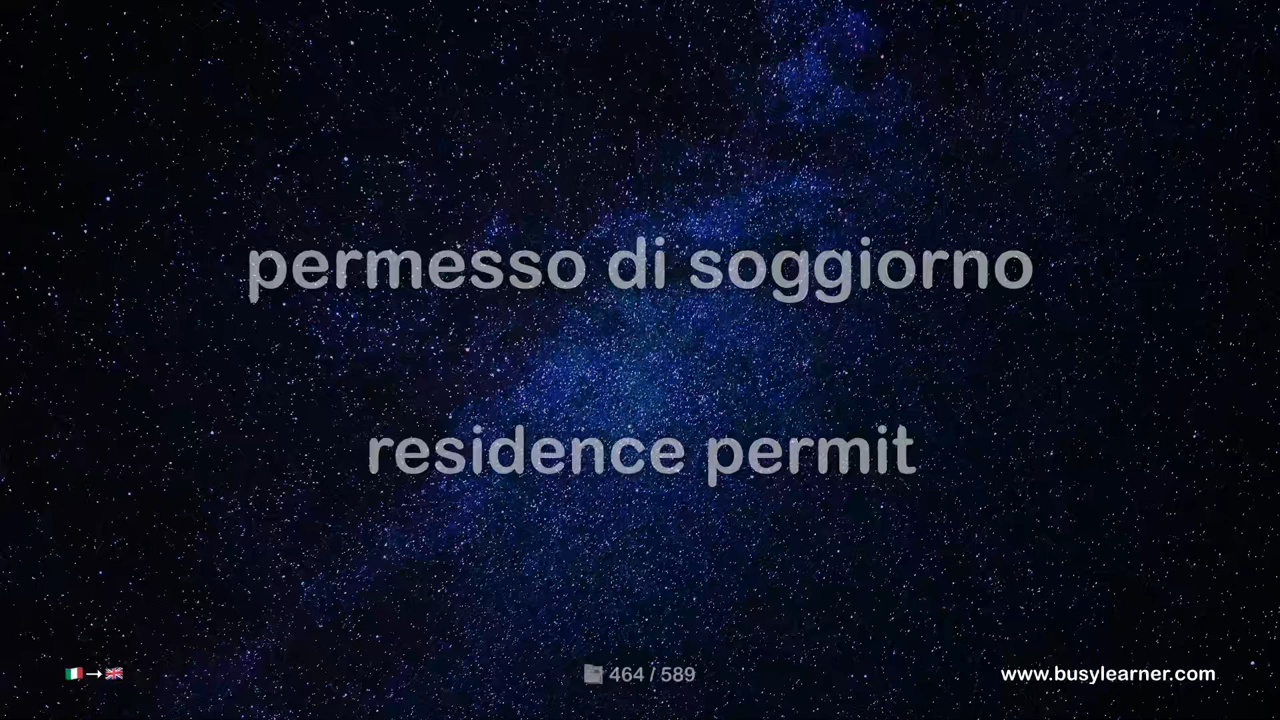 permesso di soggiorno
residence permit
464 / 589
www.busylearner.com